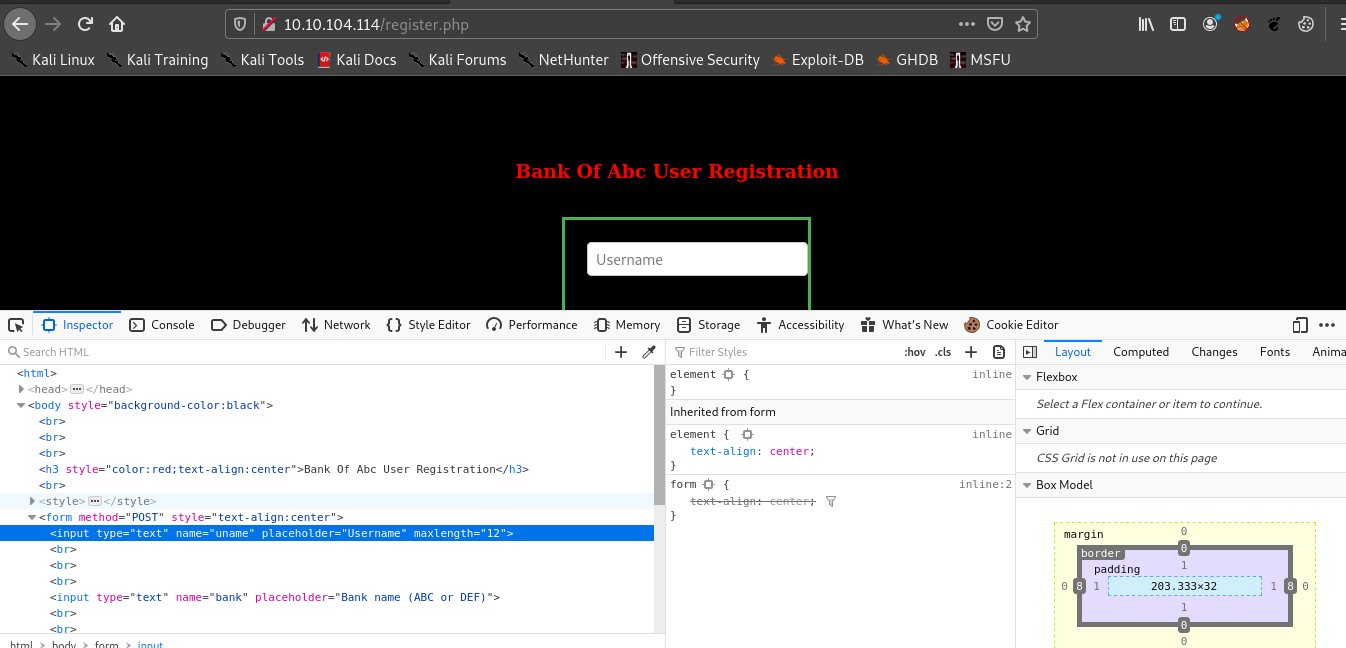 10.10.104.114/register.php
Kali Linux Kali Training Kali Tools Kali Docs Kali Forums NetHunter Offensive Security Exploit-DB GHDB MSFU
Bank Of Abc User Registration
Username
Inspector Console Debugger Network Style Editor Performance Memory Storage Accessibility What's New Cookie Editor
Search HTML
Filter Styles :hov .cls
Layout Computed Changes Fonts Anima
<html>
<head> ••• </head>
<body style="background-color:black">
<br>
<br>
<br>
<h3 style="color:red;text-align:center">Bank Of Abc User Registration</h3>
<br>
<style> ••• </style>
<form method="POST" style="text-align:center">
<input type="text" name="uname" placeholder="Username" maxlength="12">
<br>
<br>
<br>
<input type="text" name="bank" placeholder="Bank name (ABC or DEF)">
<br>
<br>
html > body > form > input
element { inline
}
Inherited from form
element { inline
text-align: center;
}
form { inline:2
text-align: center;
}
Flexbox
Select a Flex container or item to continue.
Grid
CSS Grid is not in use on this page
Box Model
margin 0
border 0
padding 1
0 8 1 203.333×32 1 8 0
1
0
0